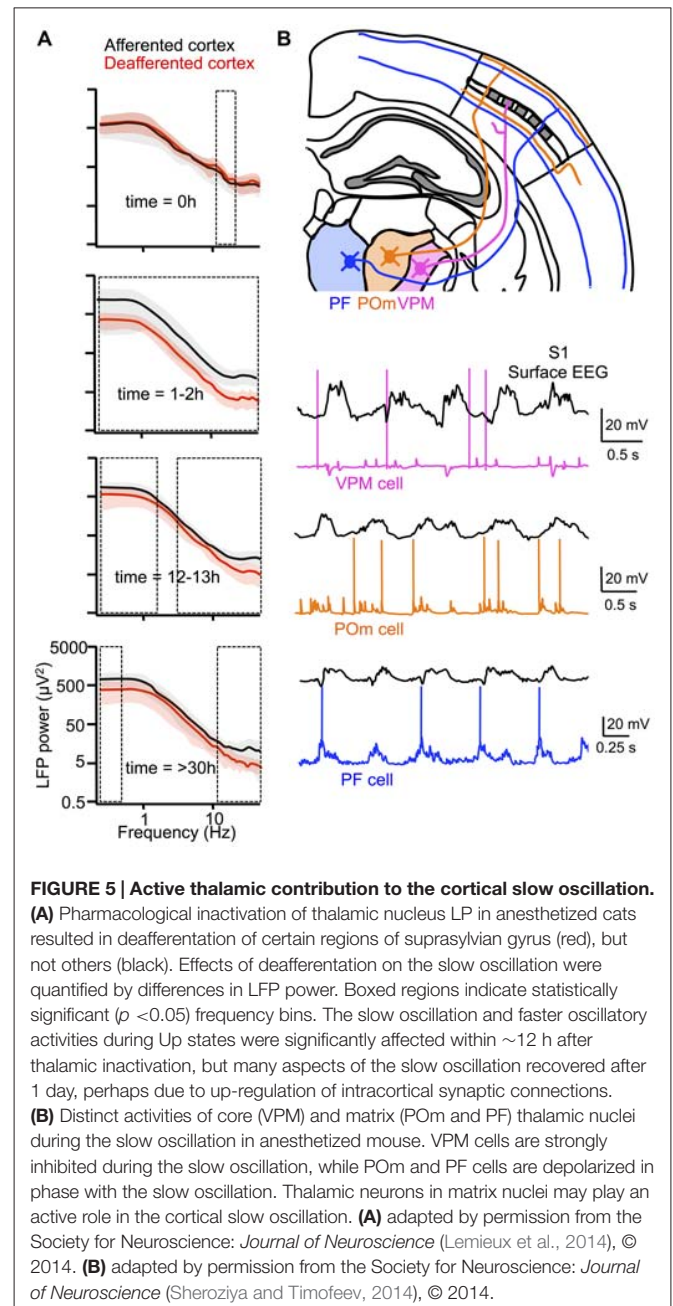 A
Afferented cortex
Deafferented cortex
time = 0h
time = 1-2h
time = 12-13h
5000
500
50
5
0.5
LFP power (µV²)
time = >30h
1
10
Frequency (Hz)
B
PF POm VPM
S1
Surface EEG
20 mV
0.5 s
VPM cell
20 mV
0.5 s
POm cell
20 mV
0.25 s
PF cell
FIGURE 5 | Active thalamic contribution to the cortical slow oscillation.
(A) Pharmacological inactivation of thalamic nucleus LP in anesthetized cats
resulted in deafferentation of certain regions of suprasylvian gyrus (red), but
not others (black). Effects of deafferentation on the slow oscillation were
quantified by differences in LFP power. Boxed regions indicate statistically
significant (p <0.05) frequency bins. The slow oscillation and faster oscillatory
activities during Up states were significantly affected within ~12 h after
thalamic inactivation, but many aspects of the slow oscillation recovered after
1 day, perhaps due to up-regulation of intracortical synaptic connections.
(B) Distinct activities of core (VPM) and matrix (POm and PF) thalamic nuclei
during the slow oscillation in anesthetized mouse. VPM cells are strongly
inhibited during the slow oscillation, while POm and PF cells are depolarized in
phase with the slow oscillation. Thalamic neurons in matrix nuclei may play an
active role in the cortical slow oscillation. (A) adapted by permission from the
Society for Neuroscience: Journal of Neuroscience (Lemieux et al., 2014), ©
2014. (B) adapted by permission from the Society for Neuroscience: Journal
of Neuroscience (Sheroziya and Timofeev, 2014), © 2014.